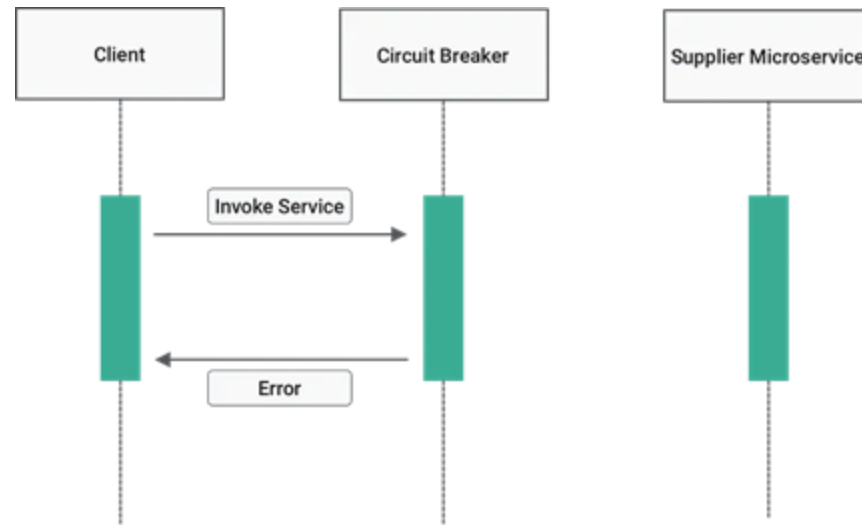 Client
Circuit Breaker
Supplier Microservice
Invoke Service
Error